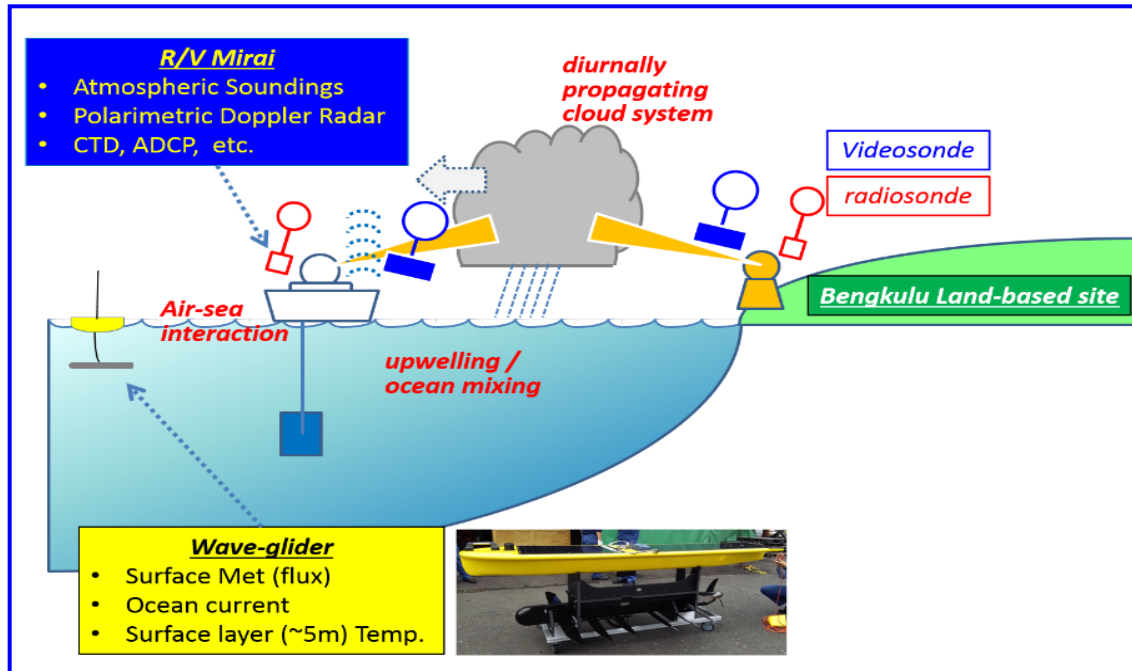 R/V Mirai
• Atmospheric Soundings
• Polarimetric Doppler Radar
• CTD, ADCP, etc.
diurnally
propagating
cloud system
Videosonde
radiosonde
Bengkulu Land-based site
Air-sea
interaction
upwelling /
ocean mixing
Wave-glider
• Surface Met (flux)
• Ocean current
• Surface layer (~5m) Temp.